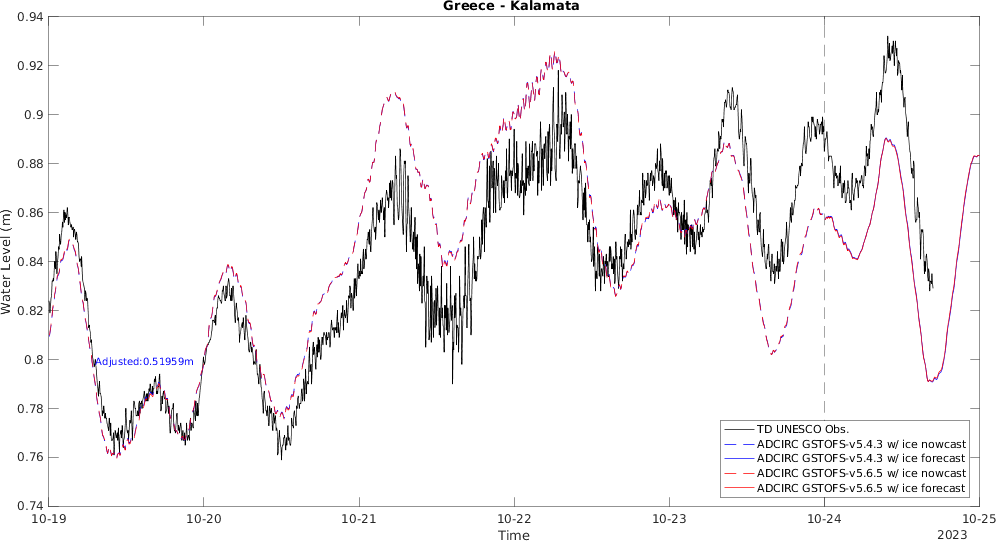 Greece - Kalamata
0.94
0.92
0.9
0.88
0.86
0.84
0.82
0.8
0.78
0.76
0.74
Water Level (m)
Adjusted:0.51959m
TD UNESCO Obs.
ADCIRC GSTOFS-v5.4.3 w/ ice nowcast
ADCIRC GSTOFS-v5.4.3 w/ ice forecast
ADCIRC GSTOFS-v5.6.5 w/ ice nowcast
ADCIRC GSTOFS-v5.6.5 w/ ice forecast
10-19 10-20 10-21 10-22 10-23 10-24 10-25
Time
2023